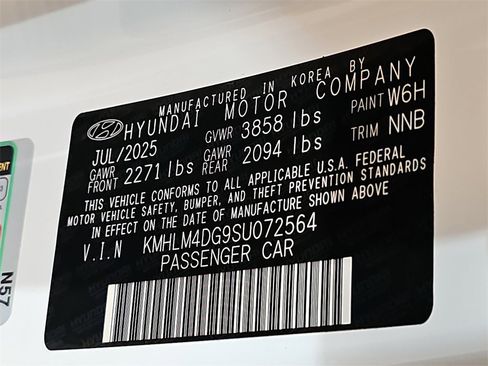 MANUFACTURED IN KOREA BY
HYUNDAI MOTOR COMPANY
JUL/2025 GVWR 3858 lbs PAINT W6H
GAWR FRONT 2271 lbs GAWR REAR 2094 lbs TRIM NNB
THIS VEHICLE CONFORMS TO ALL APPLICABLE U.S.A. FEDERAL
MOTOR VEHICLE SAFETY, BUMPER, AND THEFT PREVENTION STANDARDS
IN EFFECT ON THE DATE OF MANUFACTURE SHOWN ABOVE
V.I.N KMHLM4DG9SU072564
PASSENGER CAR
N57